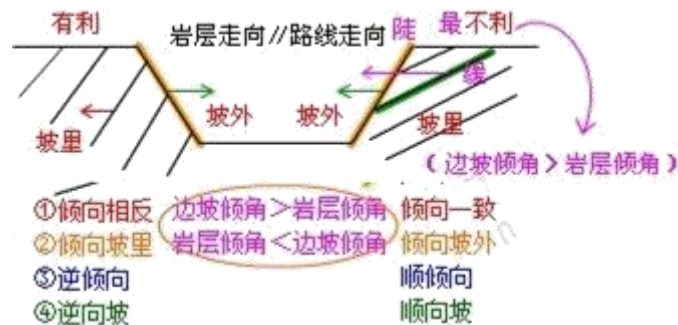 有利 岩层走向∥路线走向 陡 最不利
缓
坡里 坡外 坡外 坡里
(边坡倾角>岩层倾角)
①倾向相反 边坡倾角>岩层倾角 倾向一致
②倾向坡里 岩层倾角<边坡倾角 倾向坡外
③逆倾向 顺倾向
④逆向坡 顺向坡